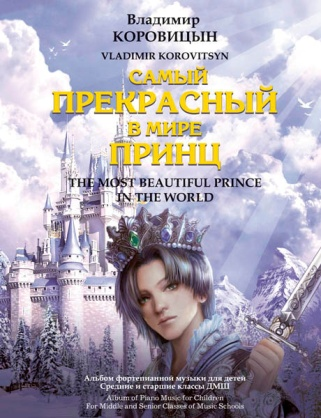 Владимир
КОРОВИЦЫН
VLADIMIR KOROVITSYN
САМЫЙ
ПРЕКРАСНЫЙ
В МИРЕ
ПРИНЦ
THE MOST BEAUTIFUL PRINCE
IN THE WORLD
Альбом фортепианной музыки для детей
Средние и старшие классы ДМШ
Album of Piano Music for Children
For Middle and Senior Classes of Music Schools